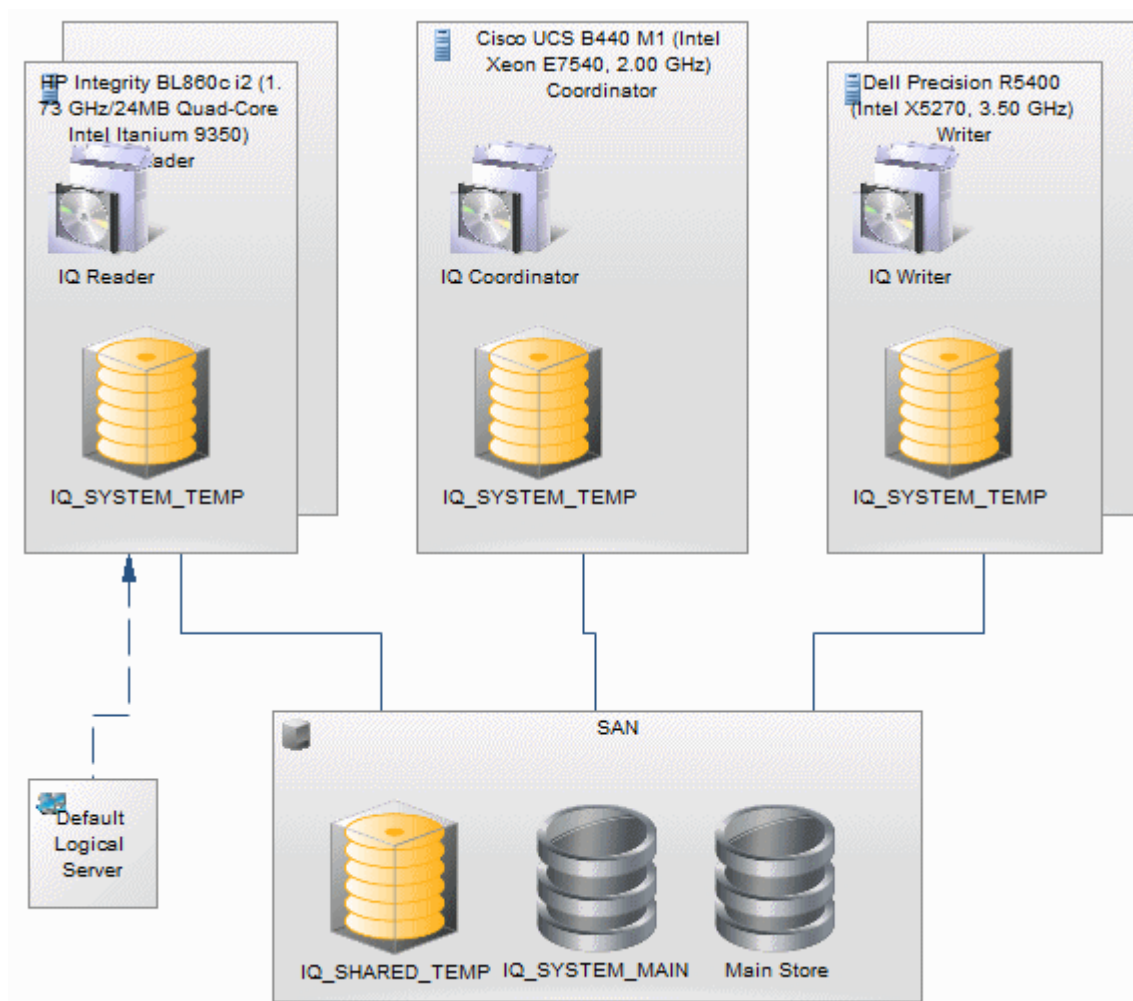 HP Integrity BL860c i2 (1.
73 GHz/24MB Quad-Core
Intel Itanium 9350)
IQ Reader
IQ_SYSTEM_TEMP
Cisco UCS B440 M1 (Intel
Xeon E7540, 2.00 GHz)
Coordinator
IQ Coordinator
IQ_SYSTEM_TEMP
Dell Precision R5400
(Intel X5270, 3.50 GHz)
Writer
IQ Writer
IQ_SYSTEM_TEMP
Default
Logical
Server
SAN
IQ_SHARED_TEMP
IQ_SYSTEM_MAIN
Main Store